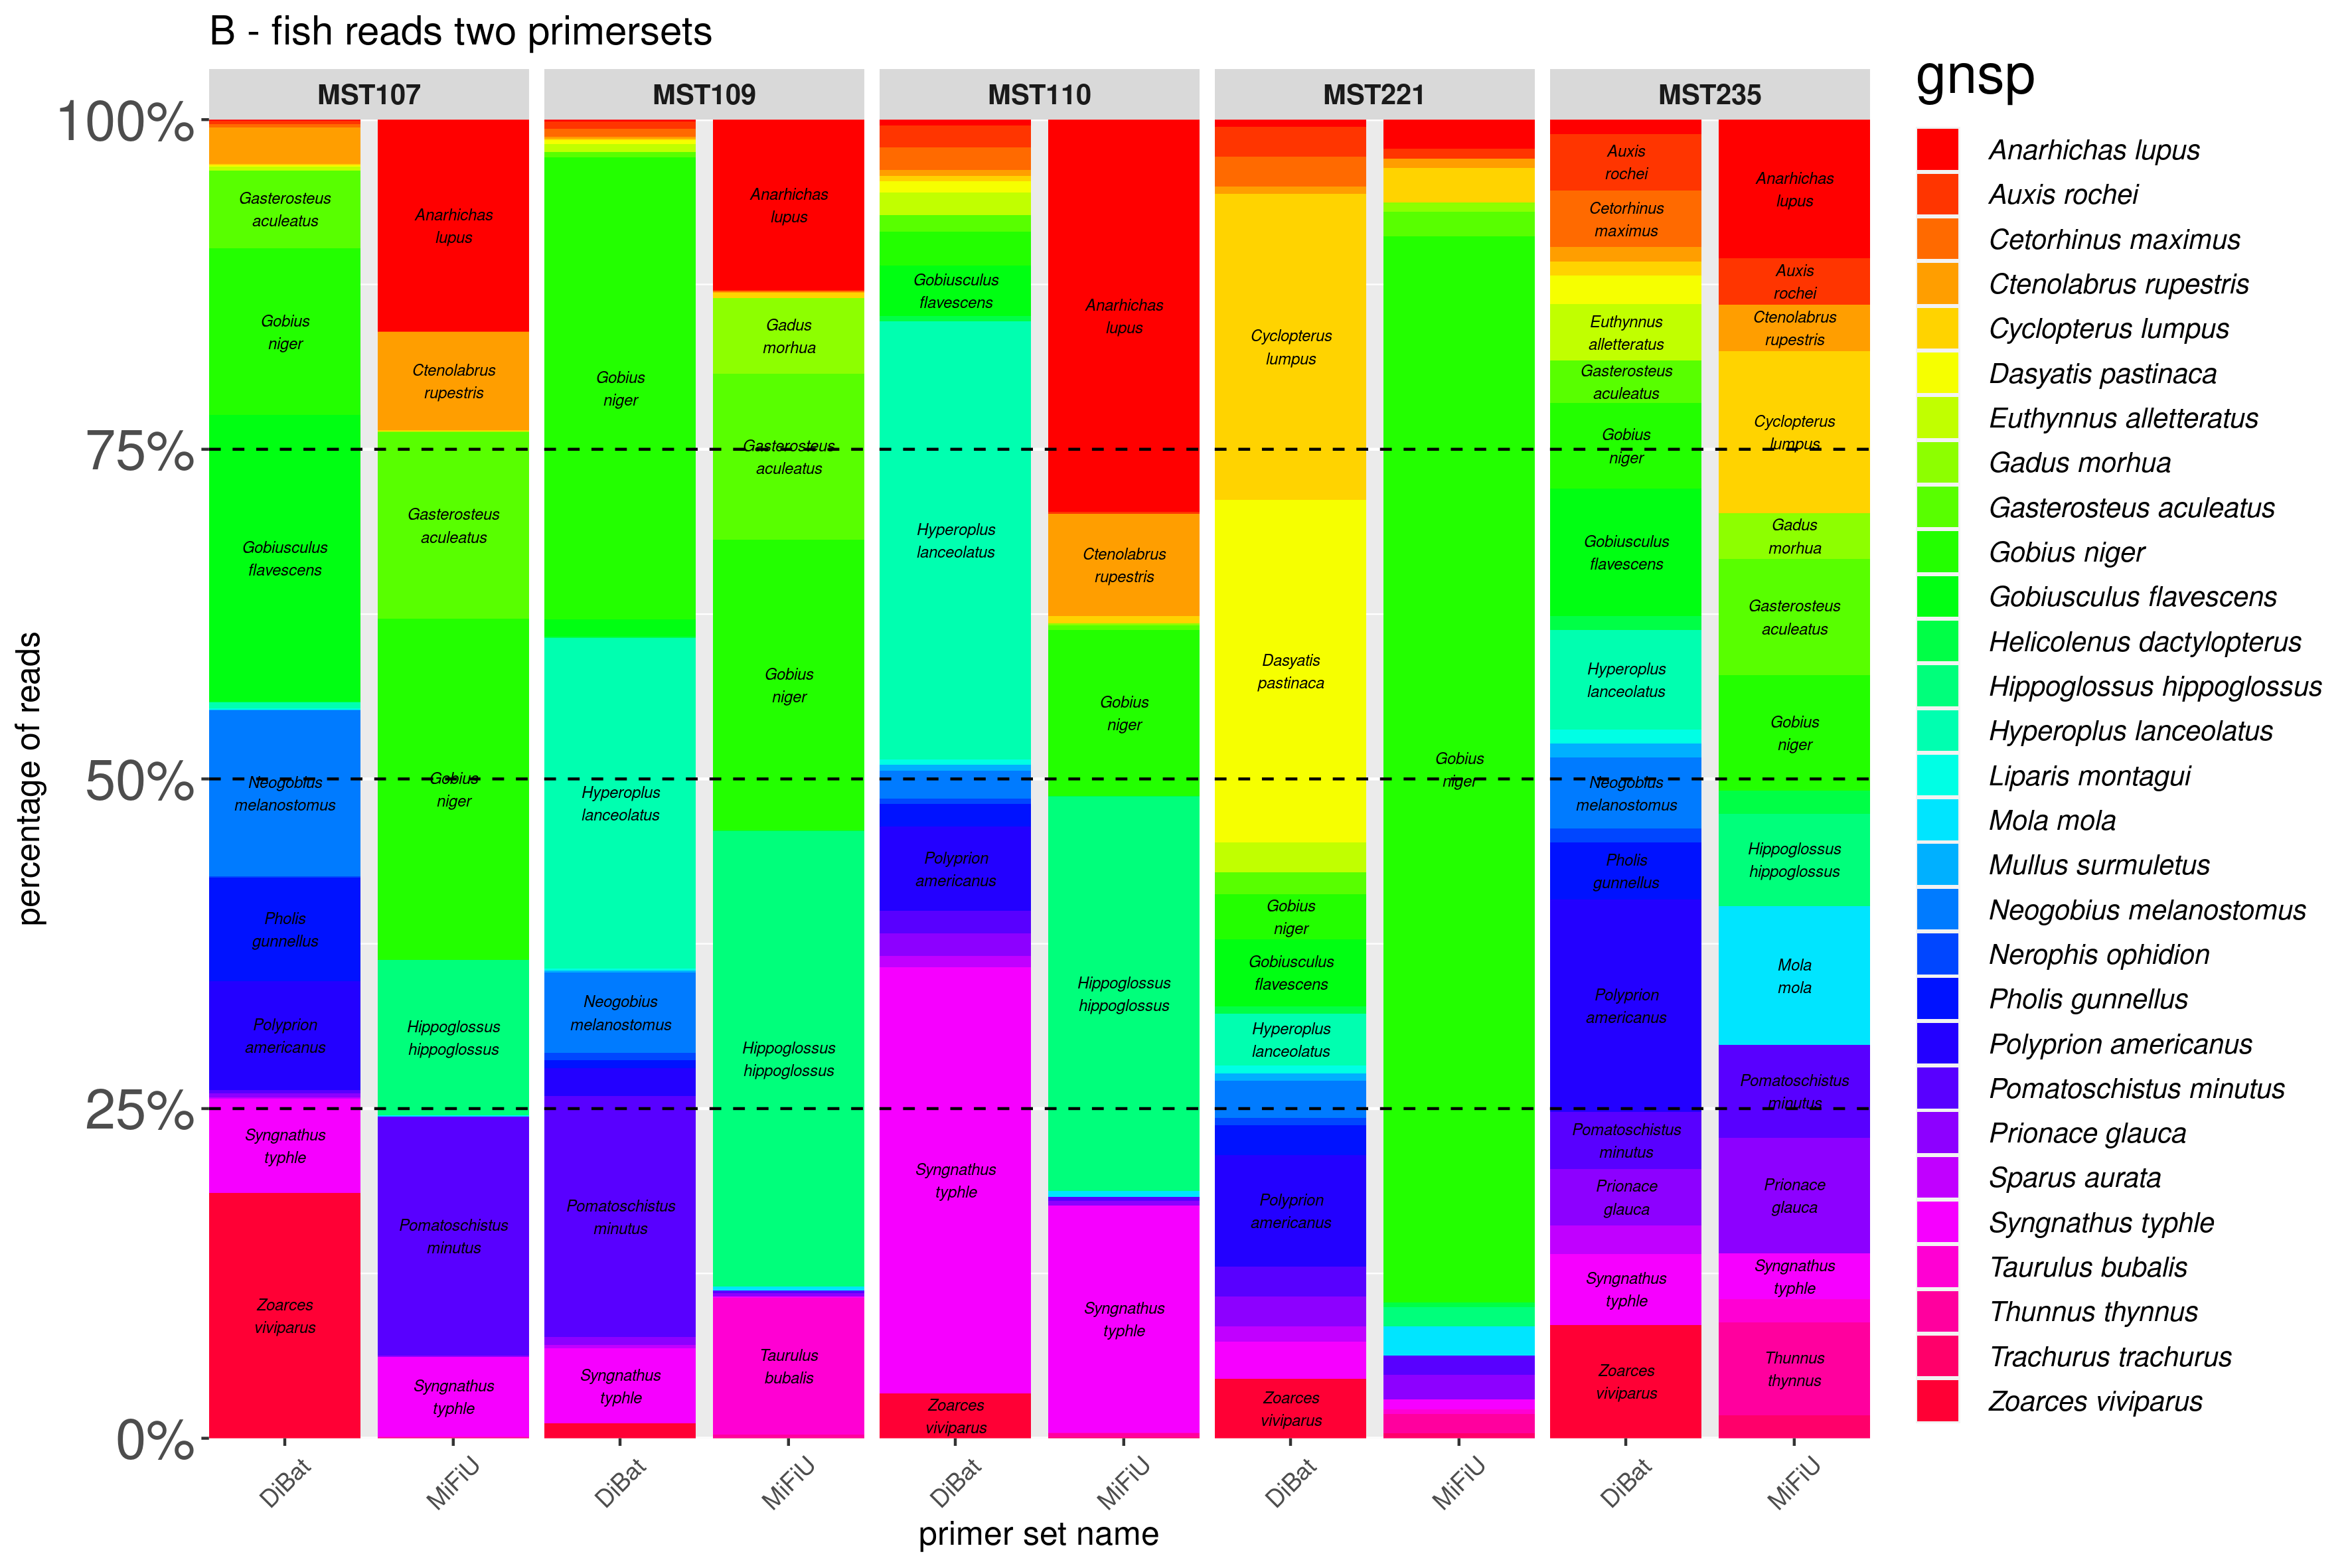 B - fish reads two primersets
MST107
MST109
MST110
MST221
MST235
100%
75%
50%
25%
0%
percentage of reads
Gasterosteus
aculeatus
Gobius
niger
Gobiusculus
flavescens
Neogobius
melanostomus
Pholis
gunnellus
Polyprion
americanus
Syngnathus
typhle
Zoarces
viviparus
Anarhichas
lupus
Ctenolabrus
rupestris
Gasterosteus
aculeatus
Gobius
niger
Hippoglossus
hippoglossus
Pomatoschistus
minutus
Syngnathus
typhle
Gobius
niger
Hyperoplus
lanceolatus
Neogobius
melanostomus
Pomatoschistus
minutus
Syngnathus
typhle
Anarhichas
lupus
Gadus
morhua
Gasterosteus
aculeatus
Gobius
niger
Hippoglossus
hippoglossus
Taurulus
bubalis
Gobiusculus
flavescens
Hyperoplus
lanceolatus
Polyprion
americanus
Syngnathus
typhle
Zoarces
viviparus
Anarhichas
lupus
Ctenolabrus
rupestris
Gobius
niger
Hippoglossus
hippoglossus
Syngnathus
typhle
Cyclopterus
lumpus
Dasyatis
pastinaca
Gobius
niger
Gobiusculus
flavescens
Hyperoplus
lanceolatus
Polyprion
americanus
Zoarces
viviparus
Gobius
niger
Auxis
rochei
Cetorhinus
maximus
Euthynnus
alletteratus
Gasterosteus
aculeatus
Gobius
niger
Gobiusculus
flavescens
Hyperoplus
lanceolatus
Neogobius
melanostomus
Pholis
gunnellus
Polyprion
americanus
Pomatoschistus
minutus
Prionace
glauca
Syngnathus
typhle
Zoarces
viviparus
Anarhichas
lupus
Auxis
rochei
Ctenolabrus
rupestris
Cyclopterus
lumpus
Gadus
morhua
Gasterosteus
aculeatus
Gobius
niger
Hippoglossus
hippoglossus
Mola
mola
Pomatoschistus
minutus
Prionace
glauca
Syngnathus
typhle
Thunnus
thynnus
DiBat
MiFiU
DiBat
MiFiU
DiBat
MiFiU
DiBat
MiFiU
DiBat
MiFiU
primer set name
gnsp
Anarhichas lupus
Auxis rochei
Cetorhinus maximus
Ctenolabrus rupestris
Cyclopterus lumpus
Dasyatis pastinaca
Euthynnus alletteratus
Gadus morhua
Gasterosteus aculeatus
Gobius niger
Gobiusculus flavescens
Helicolenus dactylopterus
Hippoglossus hippoglossus
Hyperoplus lanceolatus
Liparis montagui
Mola mola
Mullus surmuletus
Neogobius melanostomus
Nerophis ophidion
Pholis gunnellus
Polyprion americanus
Pomatoschistus minutus
Prionace glauca
Sparus aurata
Syngnathus typhle
Taurulus bubalis
Thunnus thynnus
Trachurus trachurus
Zoarces viviparus